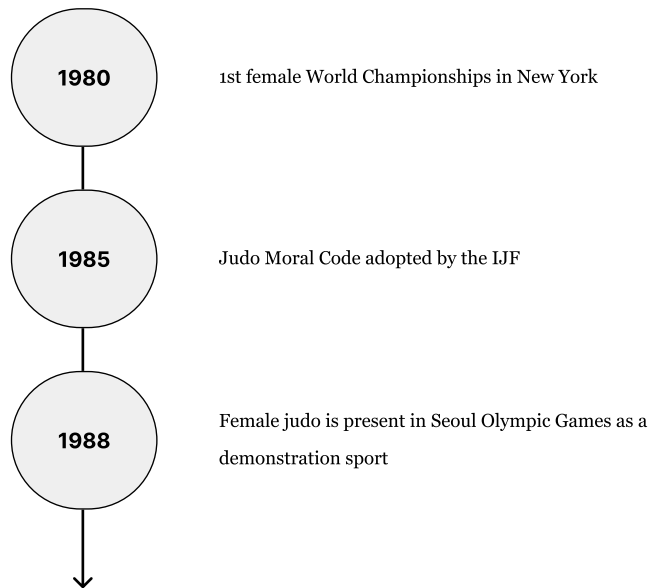 1980
1st female World Championships in New York
1985
Judo Moral Code adopted by the IJF
1988
Female judo is present in Seoul Olympic Games as a
demonstration sport